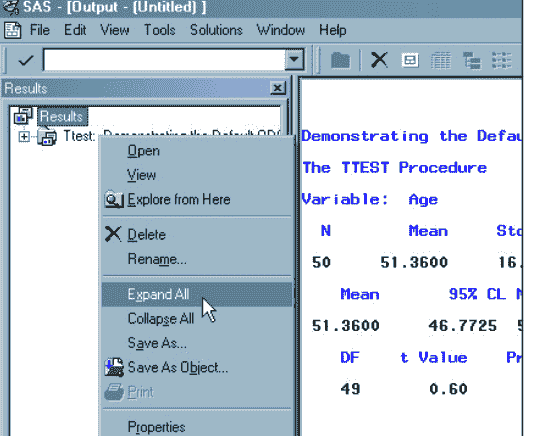 SAS - [Output - (Untitled) ]
File Edit View Tools Solutions Window Help
Results
Results
Ttest: Demonstrating the Default
Open
View
Explore from Here
Delete
Rename...
Expand All
Collapse All
Save As...
Save As Object...
Print
Properties
Demonstrating the Defau
The TTEST Procedure
Variable: Age
N Mean Std
50 51.3600 16.
Mean 95% CL M
51.3600 46.7725 5
DF t Value Pr
49 0.60